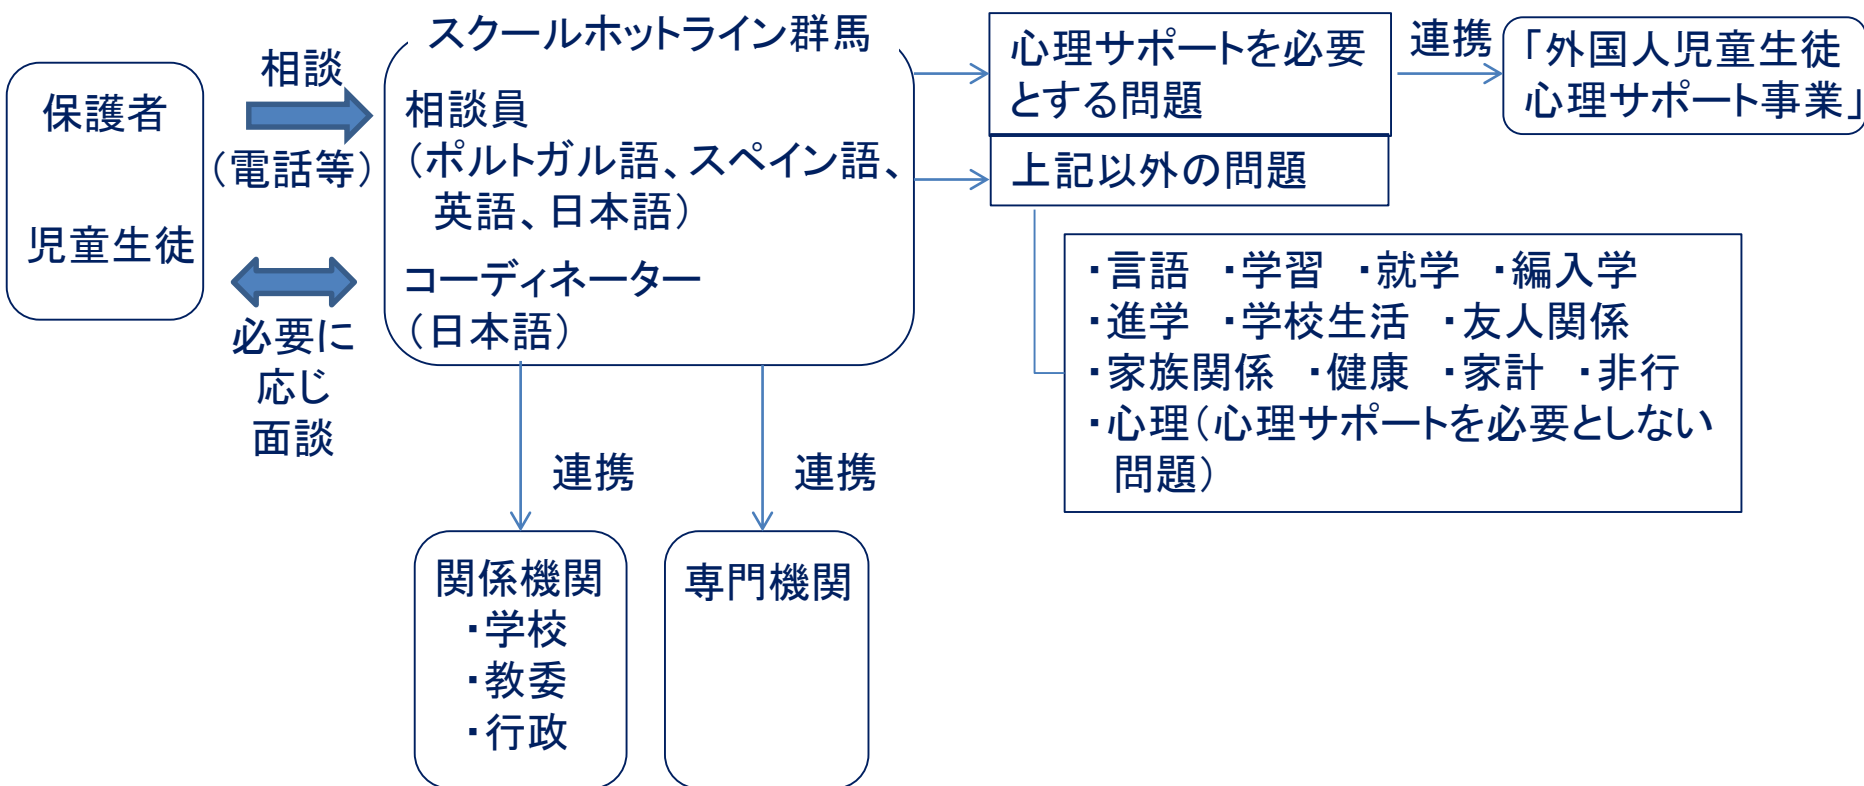 保護者
児童生徒
相談
（電話等）
必要に
応じ
面談
スクールホットライン群馬
相談員
（ポルトガル語、スペイン語、
英語、日本語）
コーディネーター
（日本語）
心理サポートを必要
とする問題
連携
「外国人児童生徒
心理サポート事業」
上記以外の問題
・言語　・学習　・就学　・編入学
・進学　・学校生活　・友人関係
・家族関係　・健康　・家計　・非行
・心理（心理サポートを必要としない
問題）
連携
連携
関係機関
・学校
・教委
・行政
専門機関